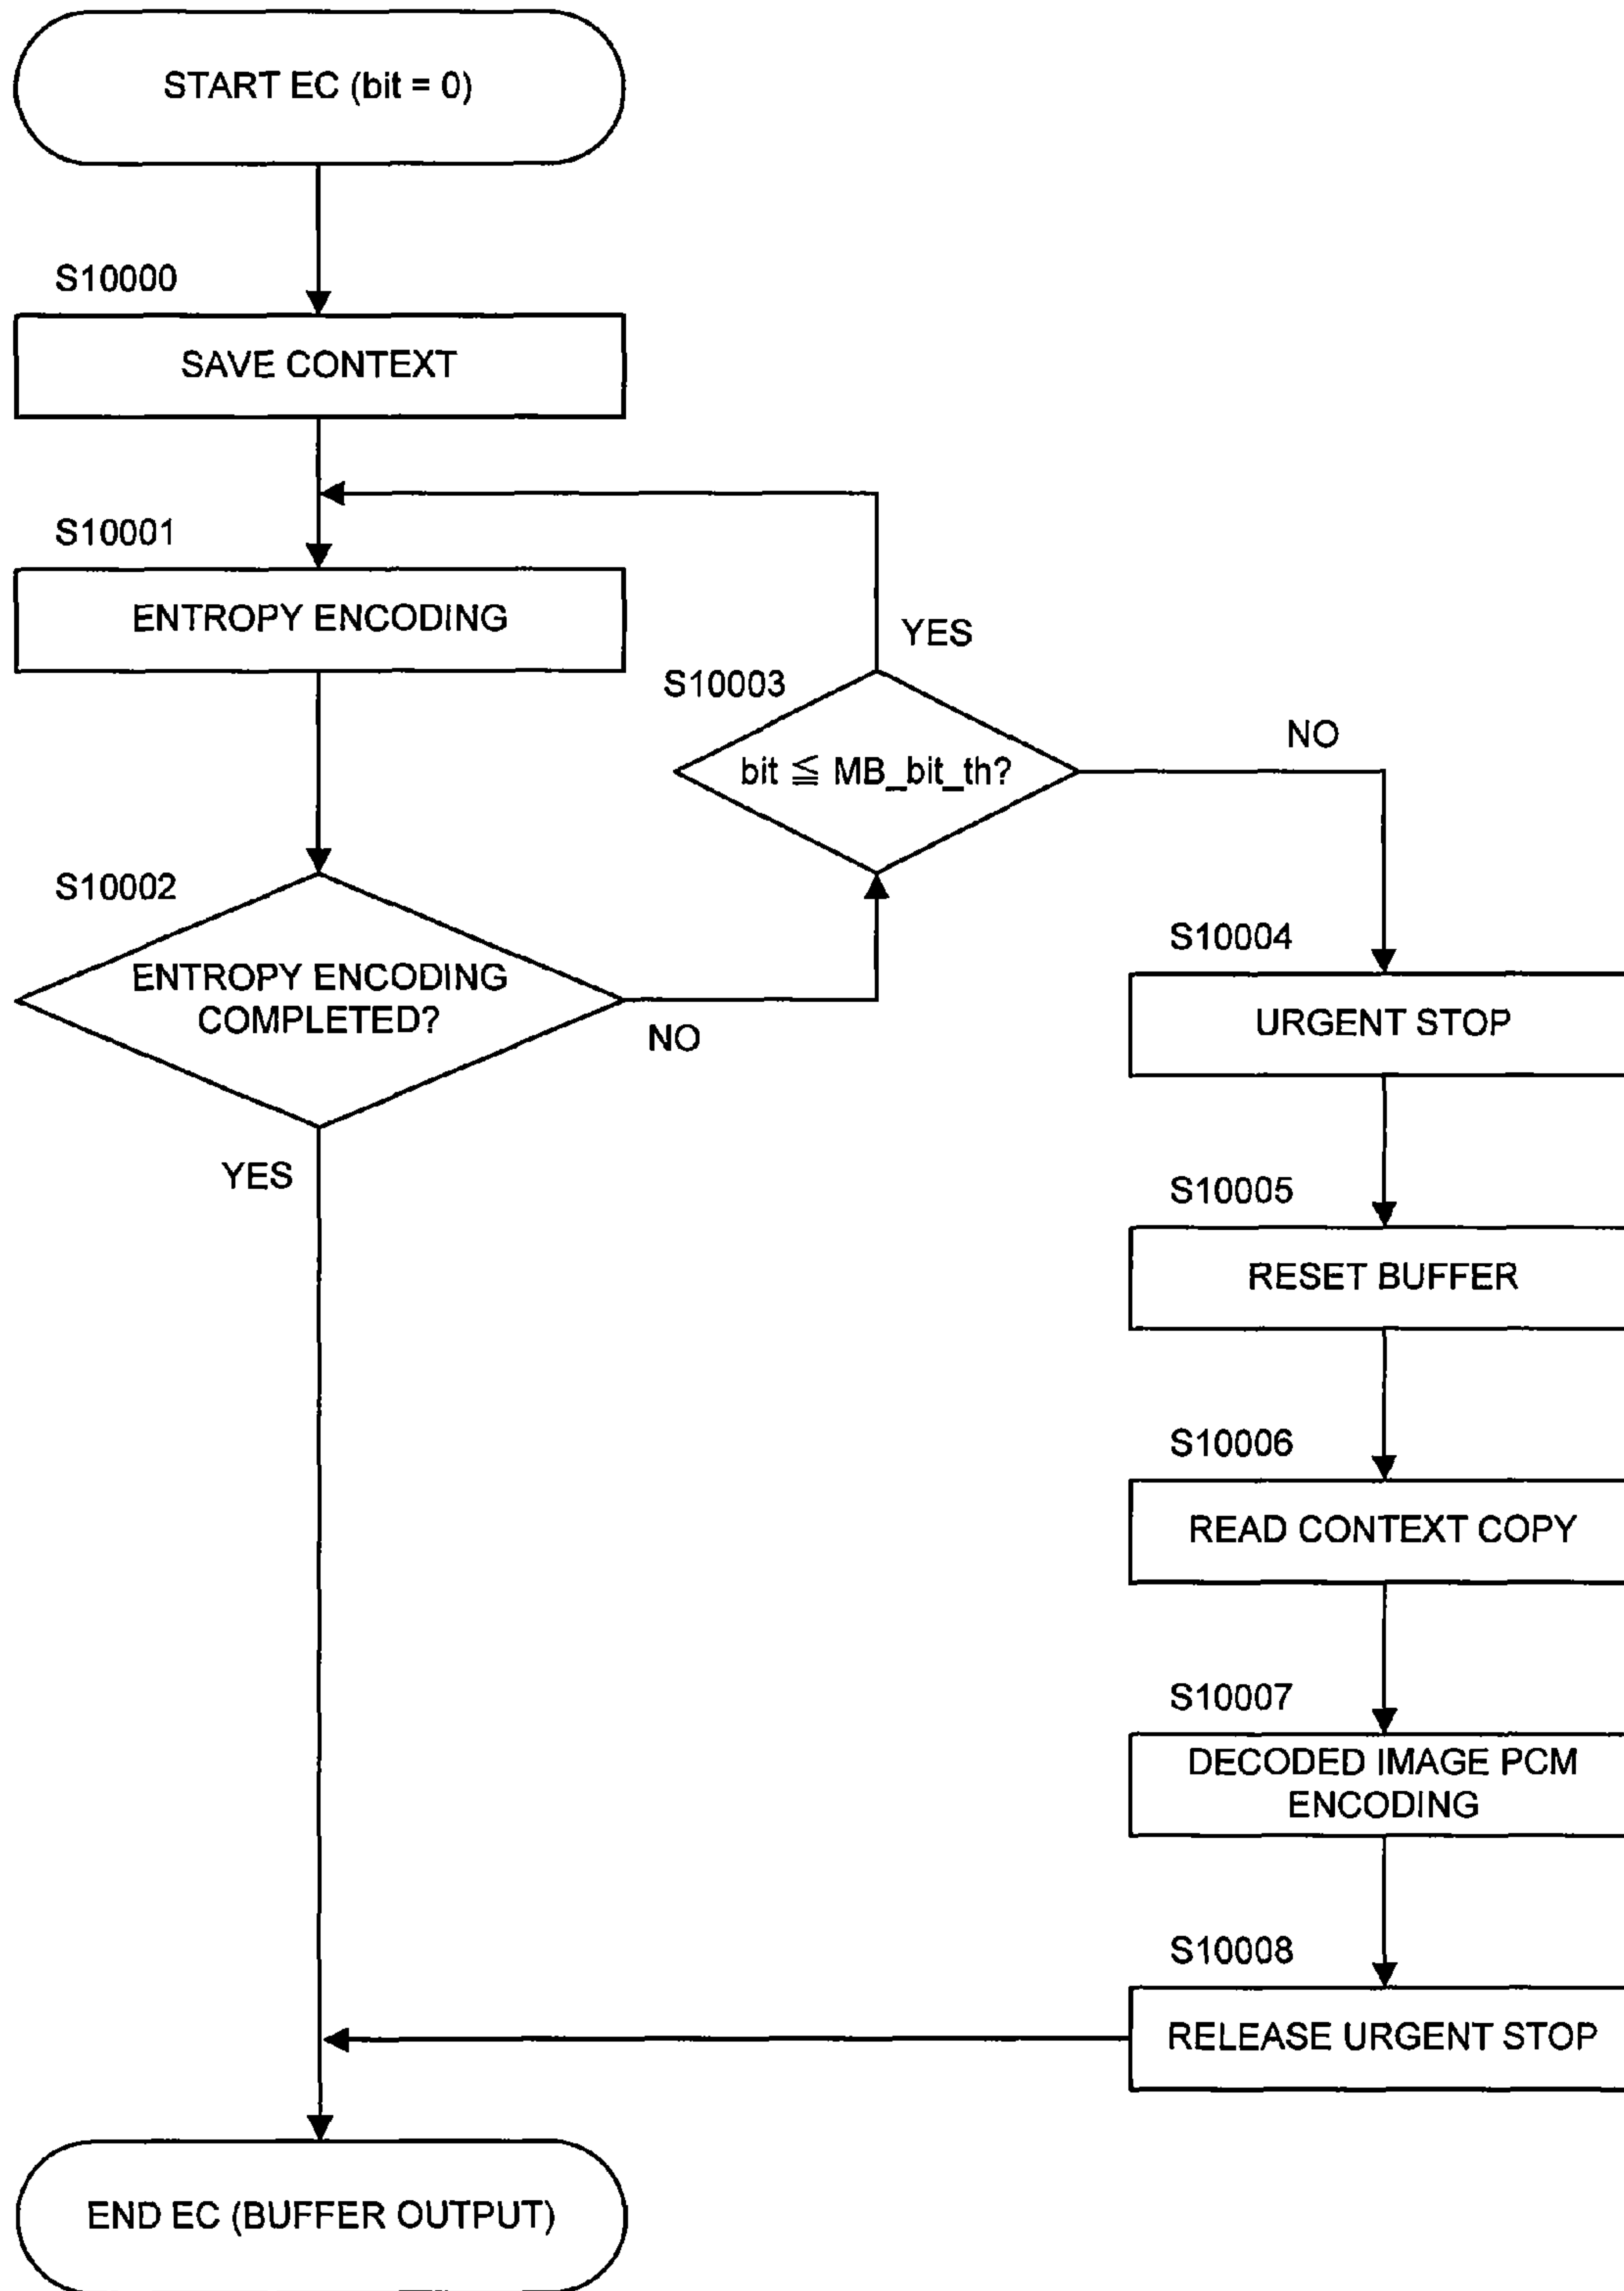 START EC (bit = 0)
S10000
SAVE CONTEXT
S10001
ENTROPY ENCODING
YES
S10003
bit ≦ MB_bit_th?
NO
S10002
ENTROPY ENCODING
COMPLETED?
NO
YES
S10004
URGENT STOP
S10005
RESET BUFFER
S10006
READ CONTEXT COPY
S10007
DECODED IMAGE PCM
ENCODING
S10008
RELEASE URGENT STOP
END EC (BUFFER OUTPUT)